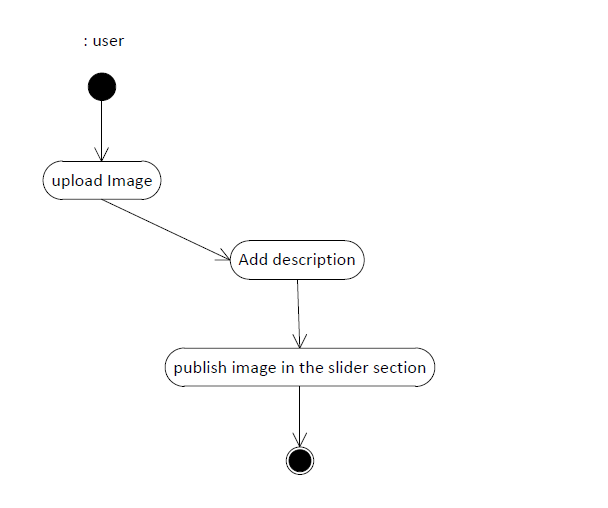 : user
upload Image
Add description
publish image in the slider section